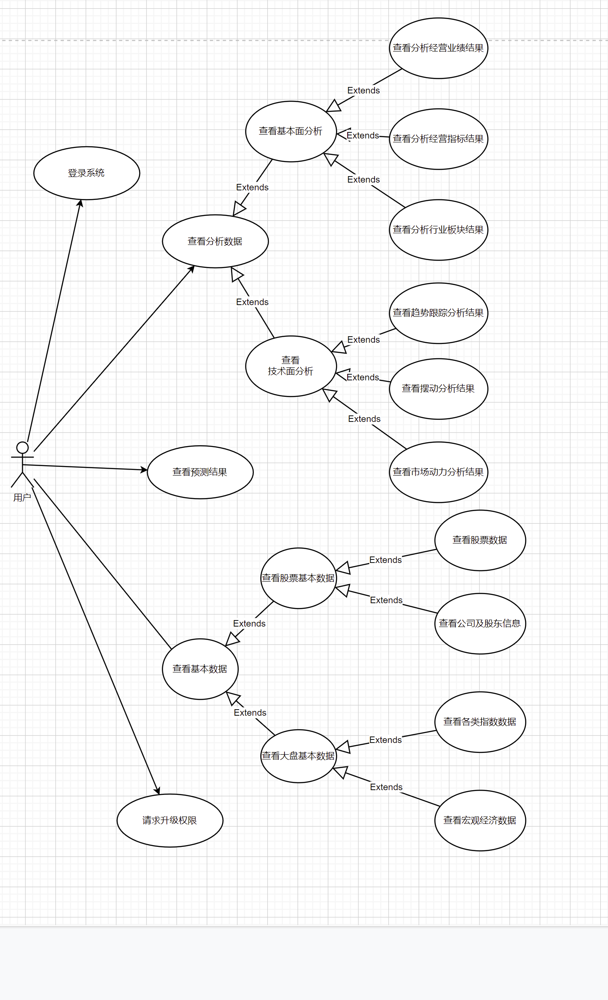 查看分析经营业绩结果
Extends
查看基本面分析
Extends
查看分析经营指标结果
登录系统
Extends
Extends
查看分析行业板块结果
查看分析数据
Extends
查看趋势跟踪分析结果
Extends
查看
技术面分析
Extends
查看摆动分析结果
Extends
用户
查看预测结果
查看市场动力分析结果
查看股票数据
Extends
查看股票基本数据
Extends
Extends
查看公司及股东信息
查看基本数据
Extends
查看各类指数数据
Extends
查看大盘基本数据
Extends
请求升级权限
查看宏观经济数据